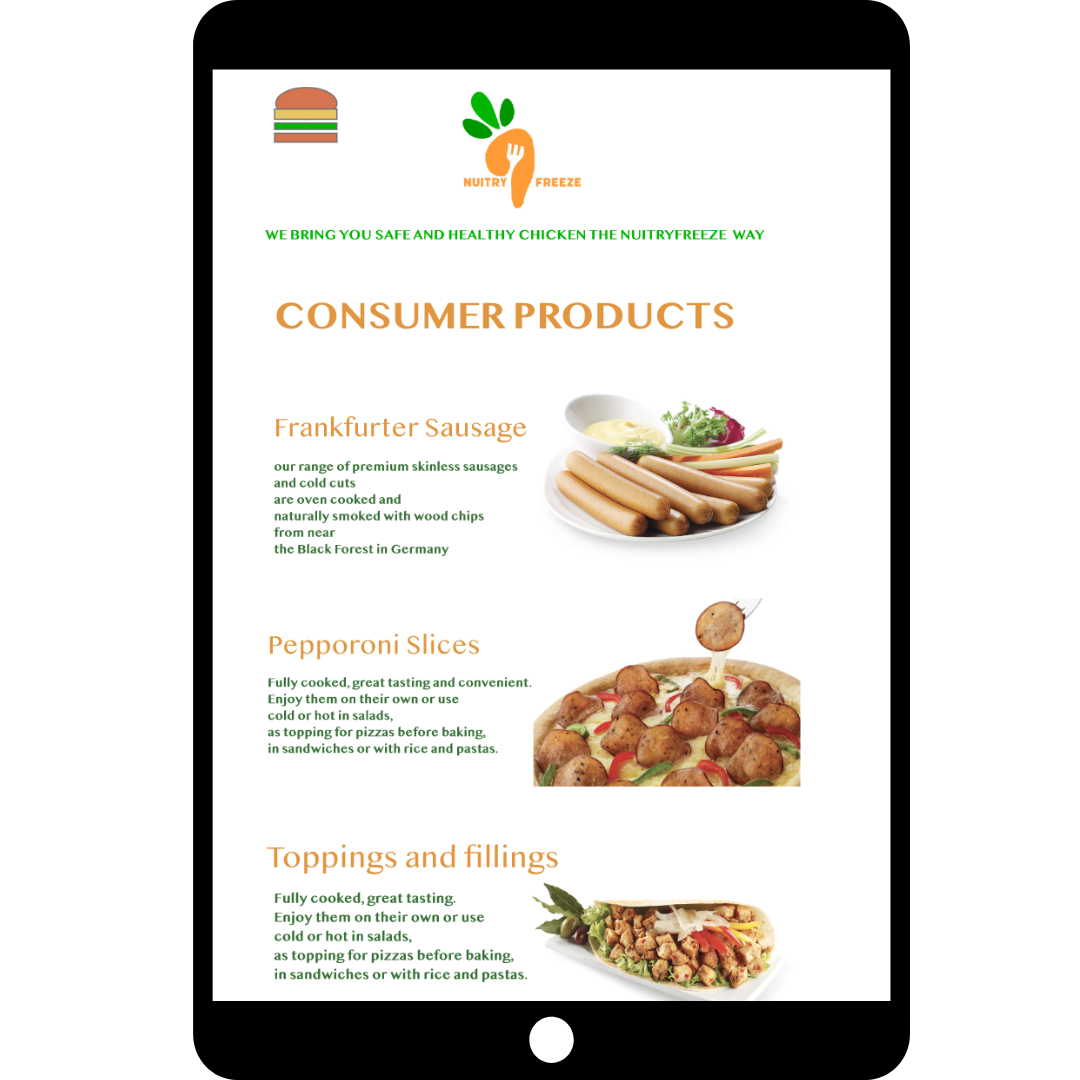 NUITRY FREEZE
WE BRING YOU SAFE AND HEALTHY CHICKEN THE NUITRYFREEZE WAY
CONSUMER PRODUCTS
Frankfurter Sausage
our range of premium skinless sausages
and cold cuts
are oven cooked and
naturally smoked with wood chips
from near
the Black Forest in Germany
Pepporoni Slices
Fully cooked, great tasting and convenient.
Enjoy them on their own or use
cold or hot in salads,
as topping for pizzas before baking,
in sandwiches or with rice and pastas.
Toppings and fillings
Fully cooked, great tasting.
Enjoy them on their own or use
cold or hot in salads,
as topping for pizzas before baking,
in sandwiches or with rice and pastas.